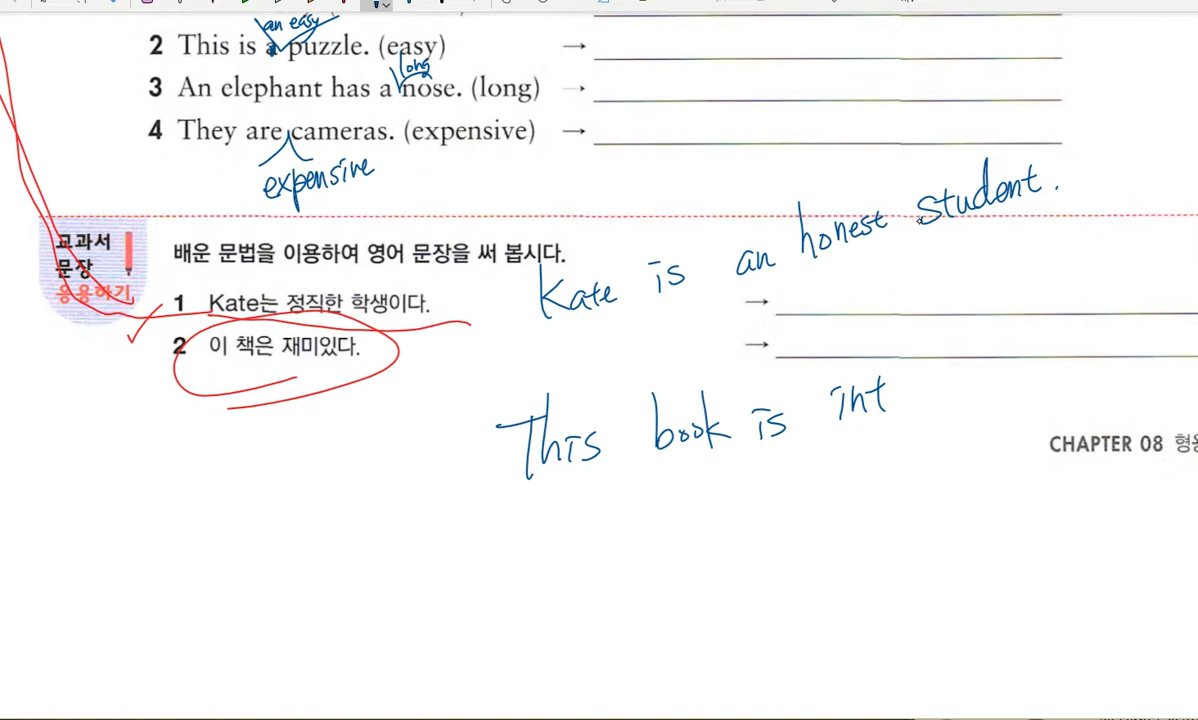 an easy
2 This is a puzzle. (easy) →
long
3 An elephant has a nose. (long) →
4 They are cameras. (expensive) →
expensive
Kate is an honest student.
교과서
문장
응용하기
배운 문법을 이용하여 영어 문장을 써 봅시다.
1 Kate는 정직한 학생이다. →
2 이 책은 재미있다. →
This book is int
CHAPTER 08 형용